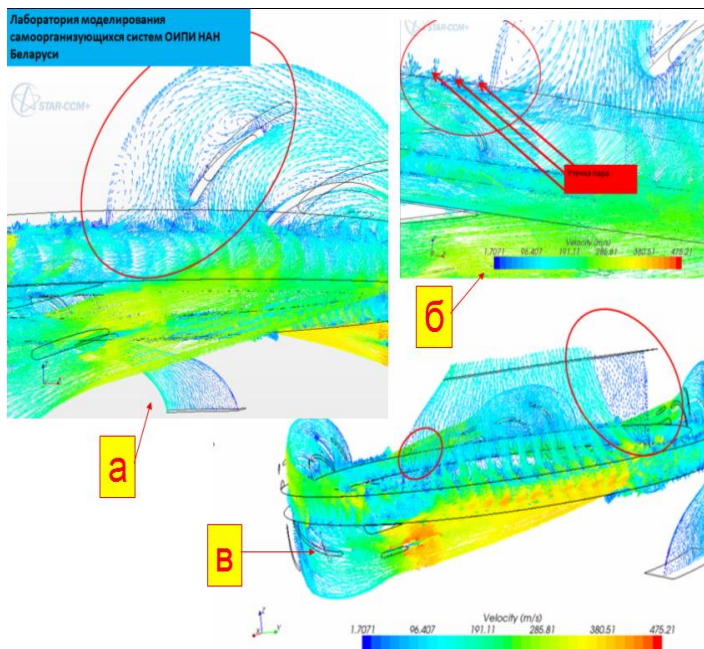 Лаборатория моделирования
самоорганизующихся систем ОИПИ НАН
Беларуси
STAR-CCM+
STAR-CCM+
Утечка пара
Velocity (m/s)
1.7071 96.407 191.11 285.81 380.51 475.21
а
б
в
Velocity (m/s)
1.7071 96.407 191.11 285.81 380.51 475.21
Z
X
Y